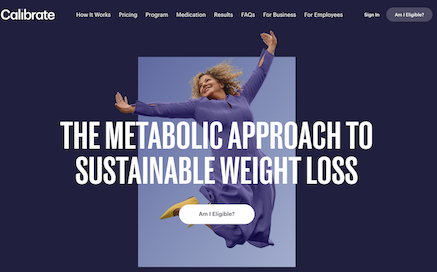 Calibrate
How It Works Pricing Program Medication Results FAQs For Business For Employees Sign In Am I Eligible?
THE METABOLIC APPROACH TO
SUSTAINABLE WEIGHT LOSS
Am I Eligible?